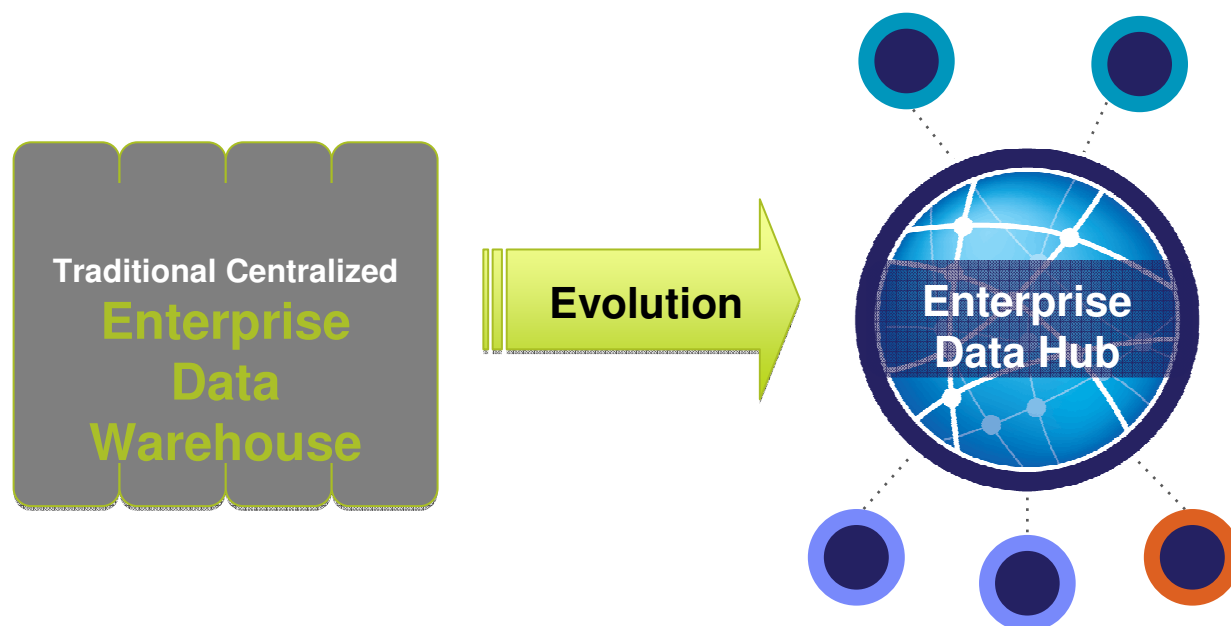 Traditional Centralized
Enterprise
Data
Warehouse
Evolution
Enterprise
Data Hub